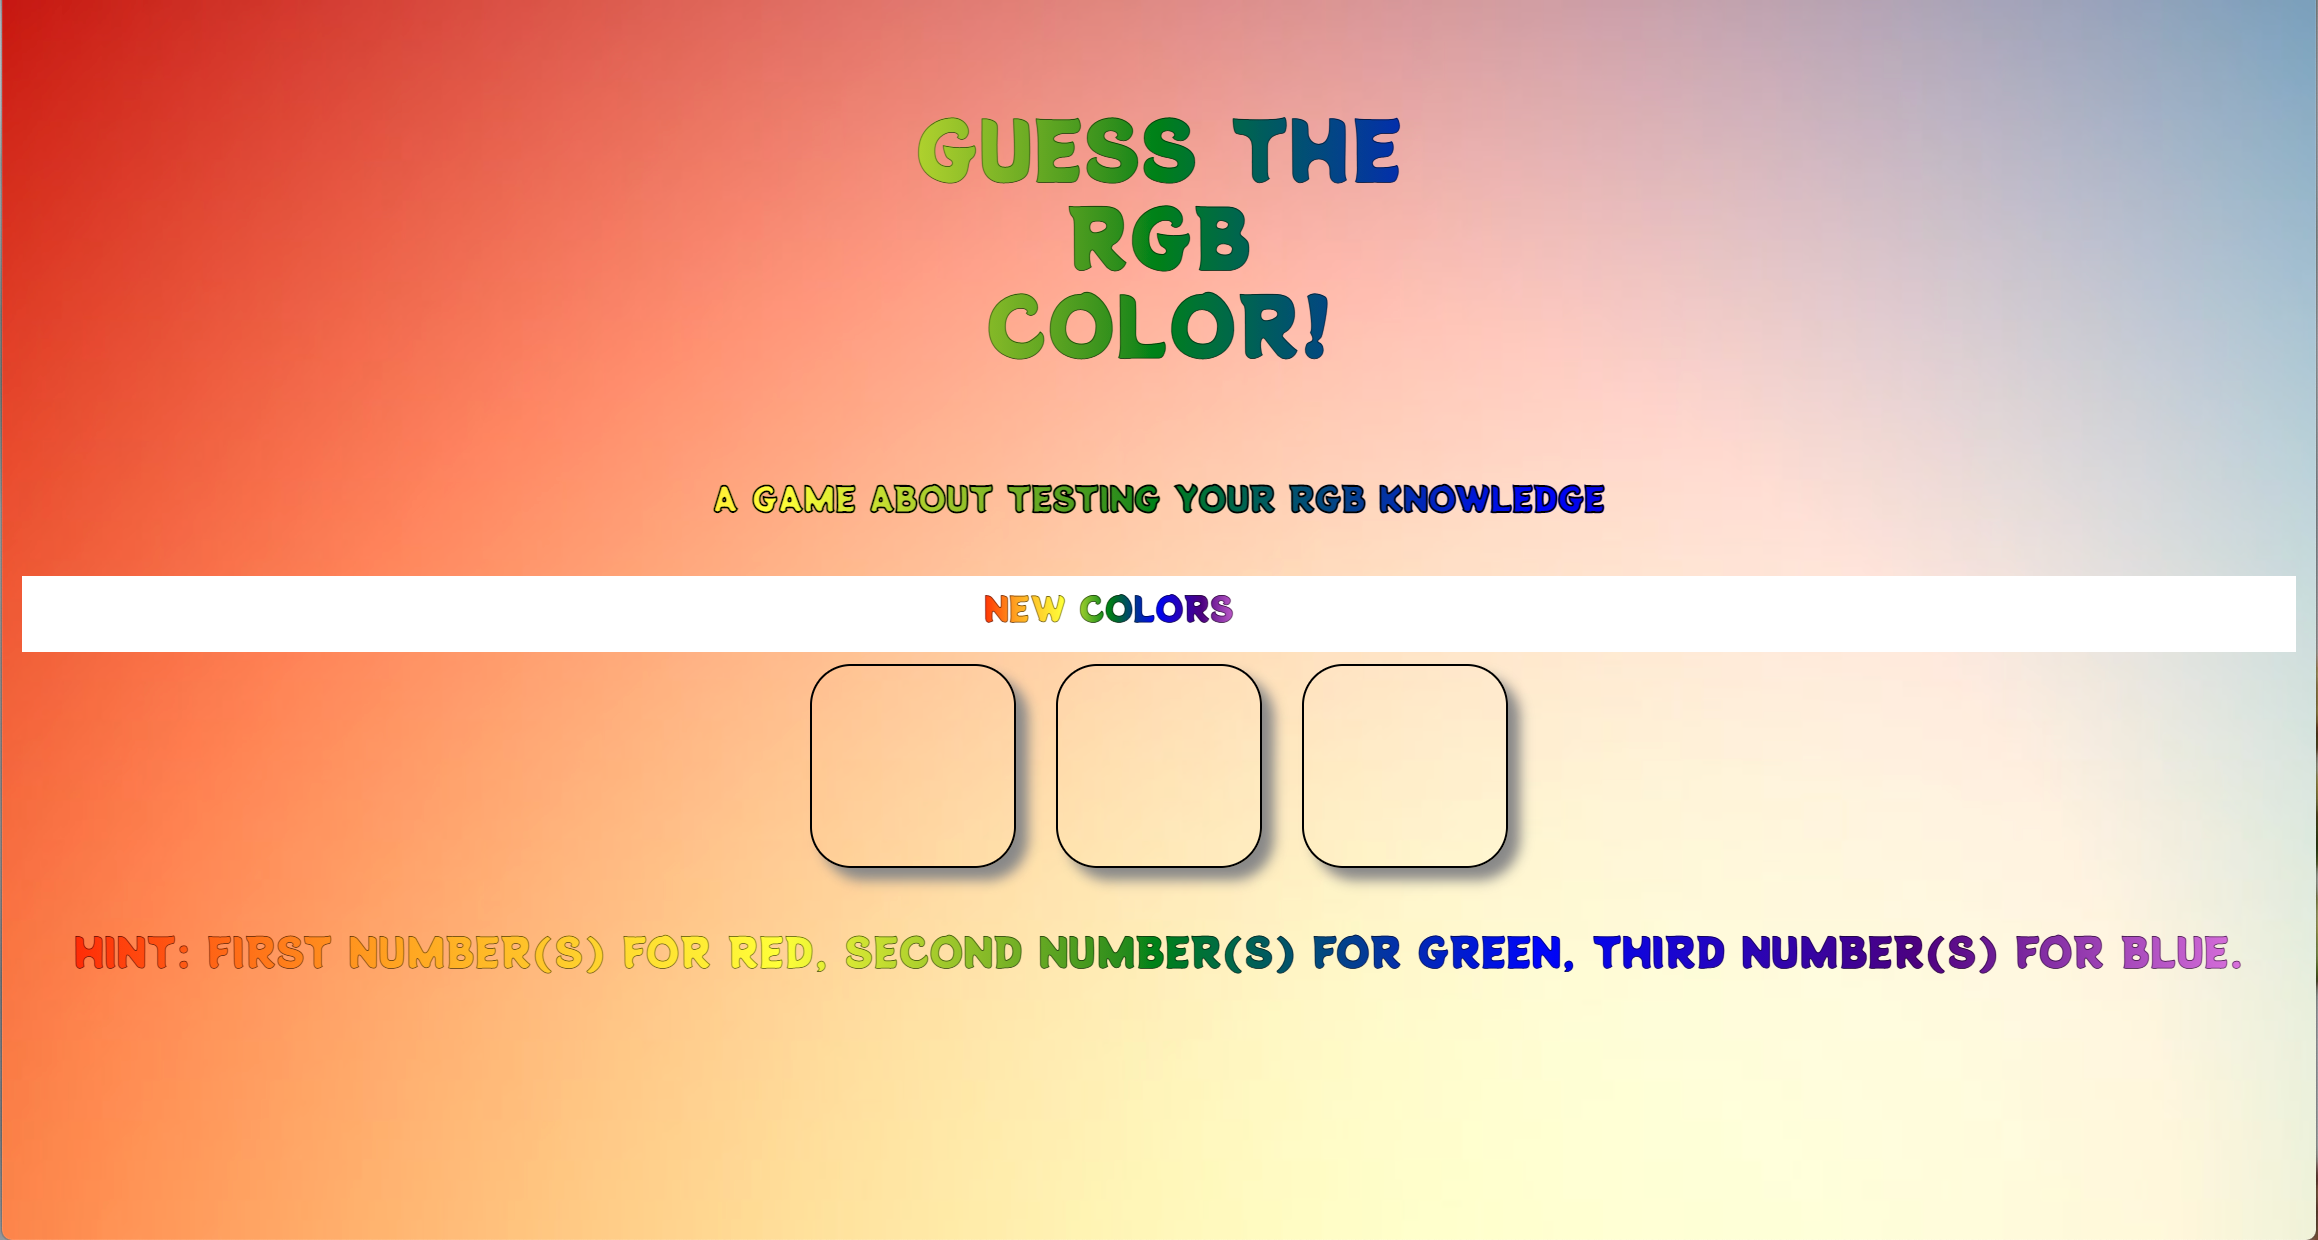 GUESS THE
RGB
COLOR!
A GAME ABOUT TESTING YOUR RGB KNOWLEDGE
NEW COLORS
HINT: FIRST NUMBER(S) FOR RED, SECOND NUMBER(S) FOR GREEN, THIRD NUMBER(S) FOR BLUE.